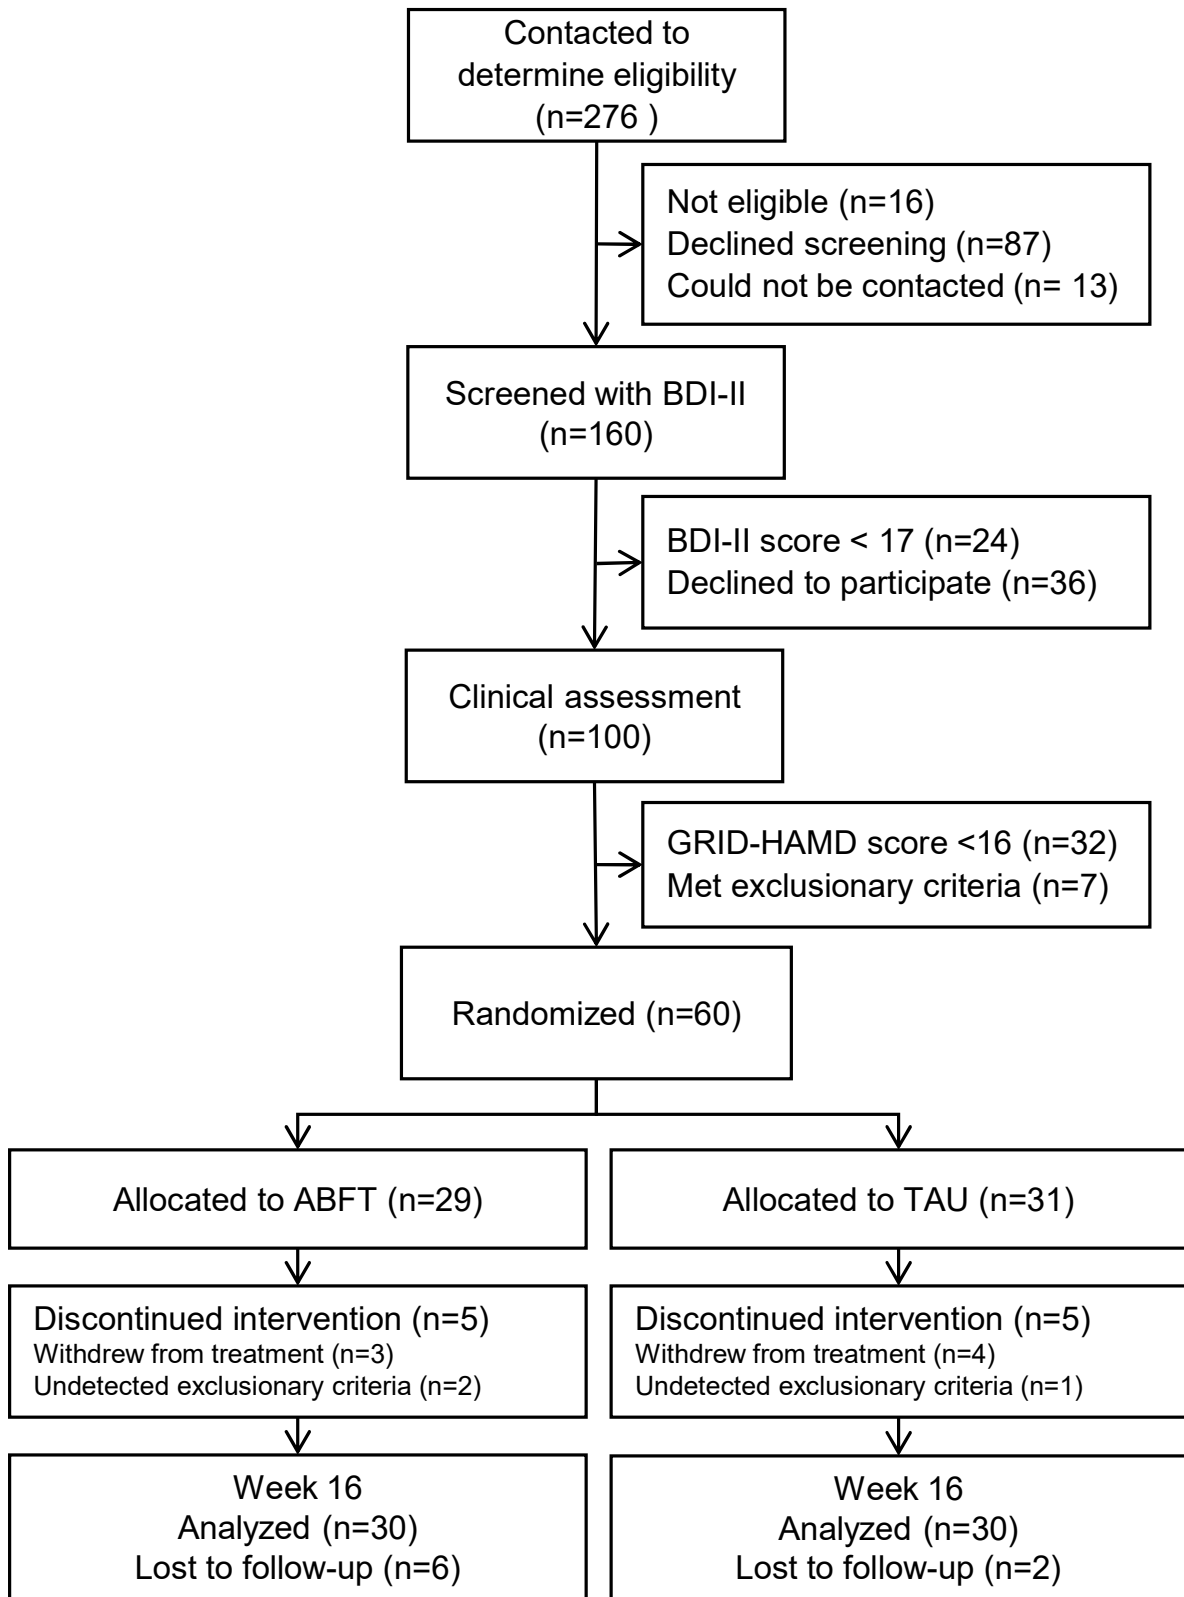 Contacted to
determine eligibility
(n=276 )
Not eligible (n=16)
Declined screening (n=87)
Could not be contacted (n= 13)
Screened with BDI-II
(n=160)
BDI-II score < 17 (n=24)
Declined to participate (n=36)
Clinical assessment
(n=100)
GRID-HAMD score <16 (n=32)
Met exclusionary criteria (n=7)
Randomized (n=60)
Allocated to ABFT (n=29)
Allocated to TAU (n=31)
Discontinued intervention (n=5)
Withdrew from treatment (n=3)
Undetected exclusionary criteria (n=2)
Discontinued intervention (n=5)
Withdrew from treatment (n=4)
Undetected exclusionary criteria (n=1)
Week 16
Analyzed (n=30)
Lost to follow-up (n=6)
Week 16
Analyzed (n=30)
Lost to follow-up (n=2)